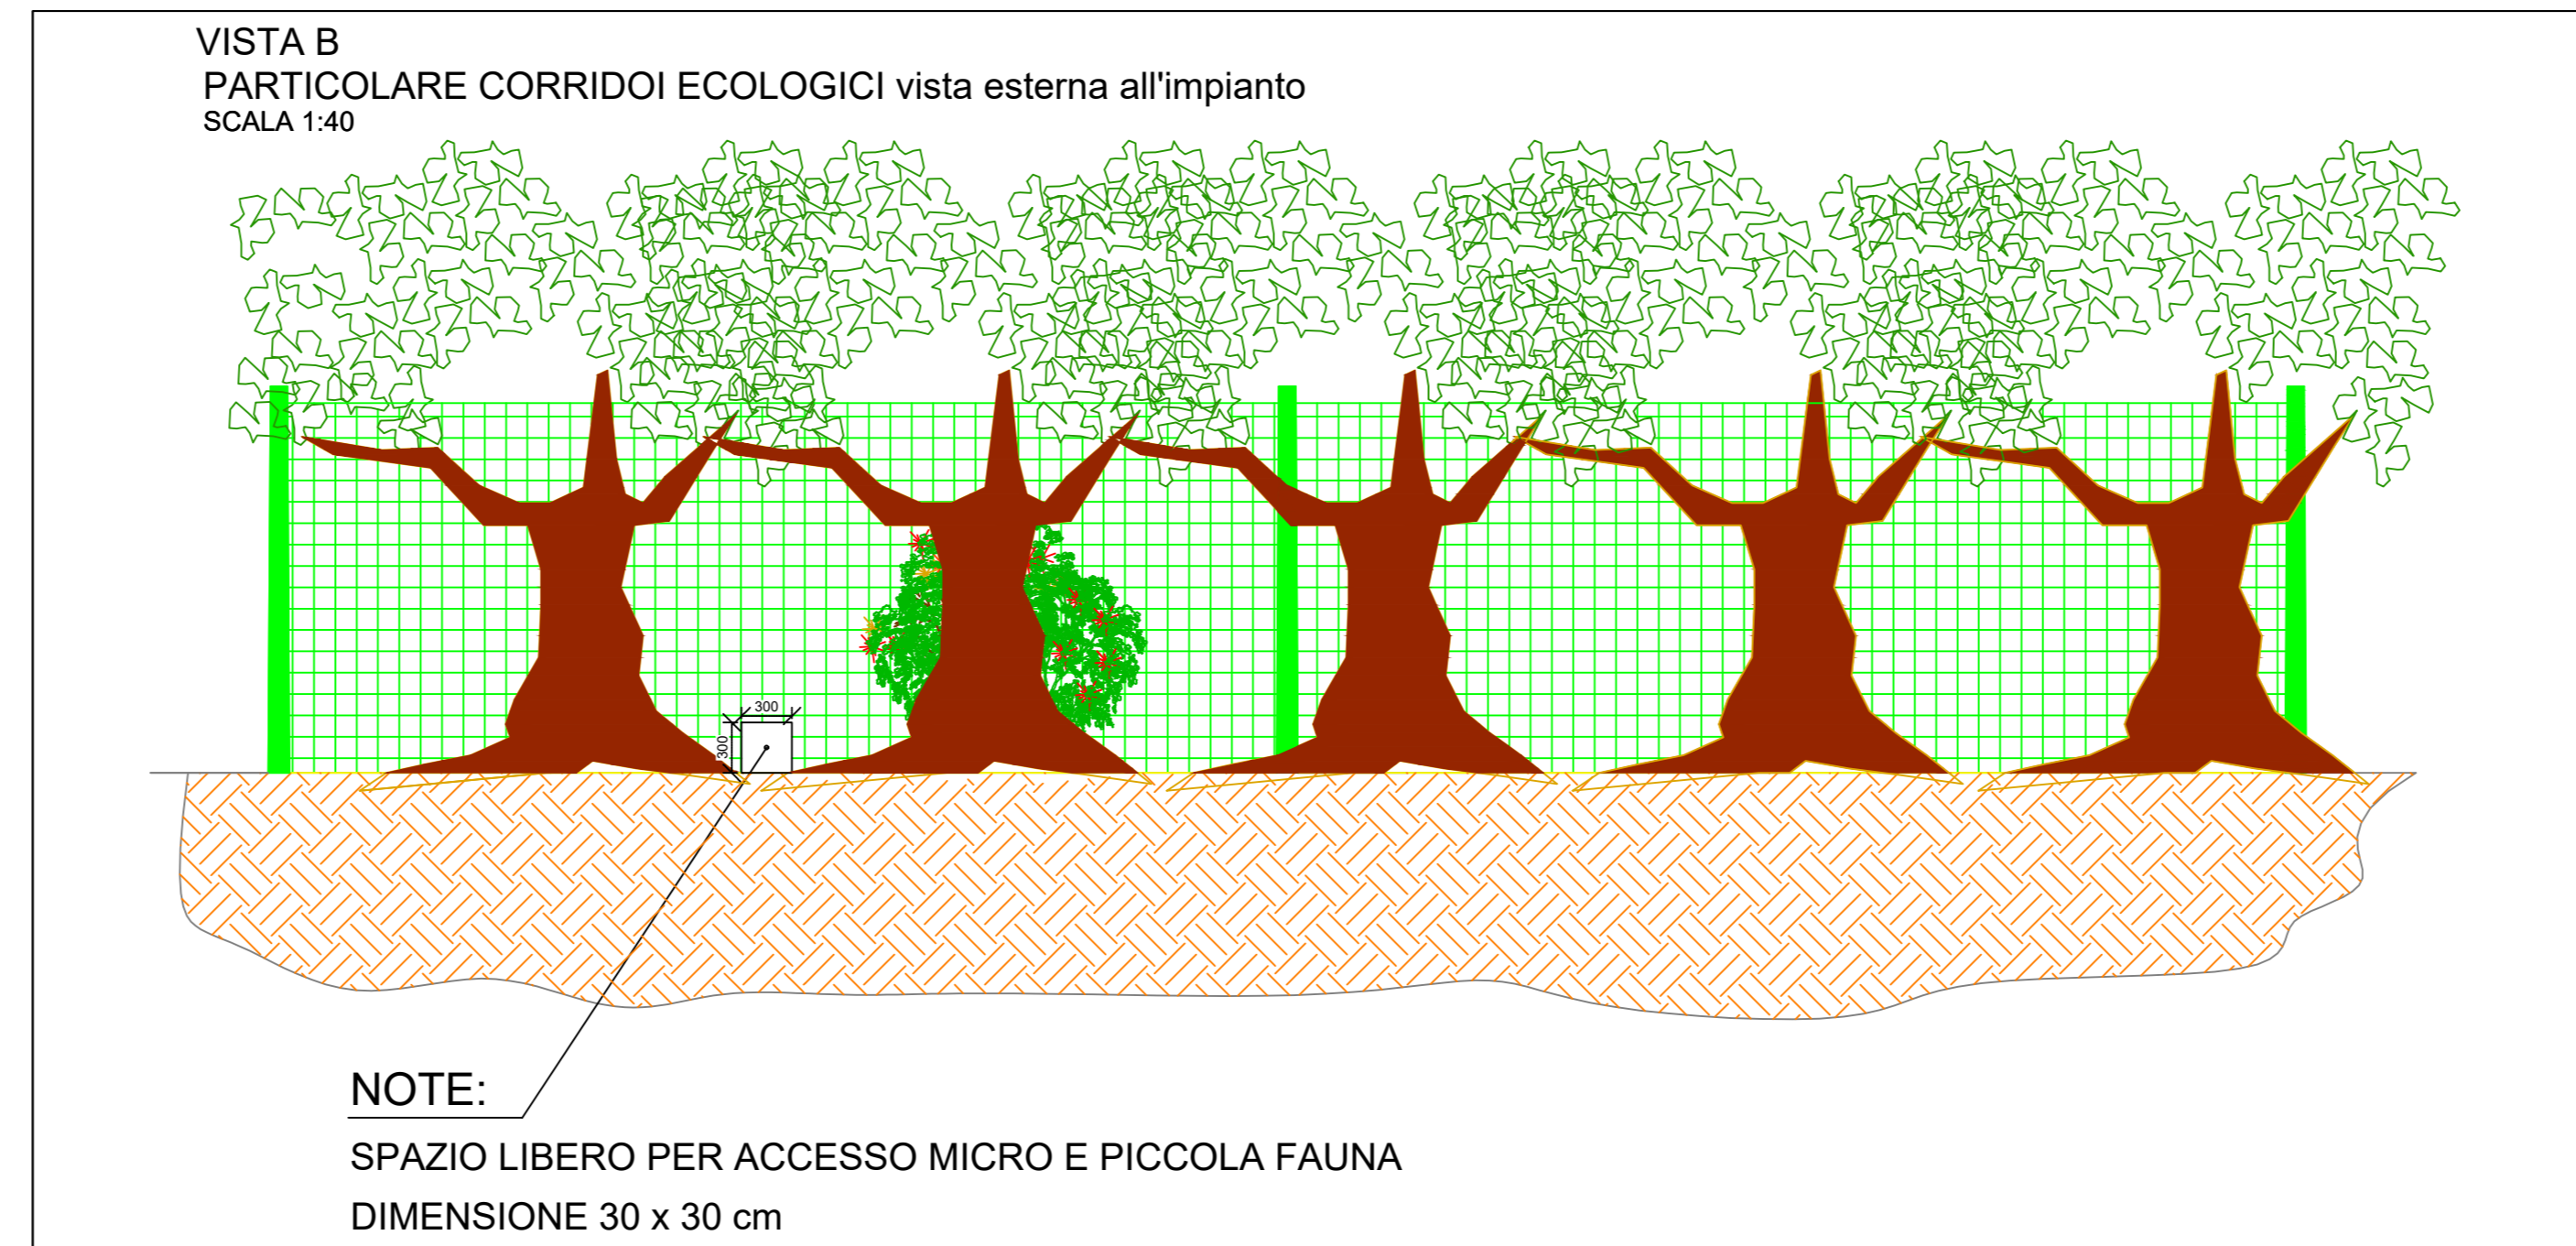 VISTA B
PARTICOLARE CORRIDOI ECOLOGICI vista esterna all'impianto
SCALA 1:40
300
300
NOTE:
SPAZIO LIBERO PER ACCESSO MICRO E PICCOLA FAUNA
DIMENSIONE 30 x 30 cm